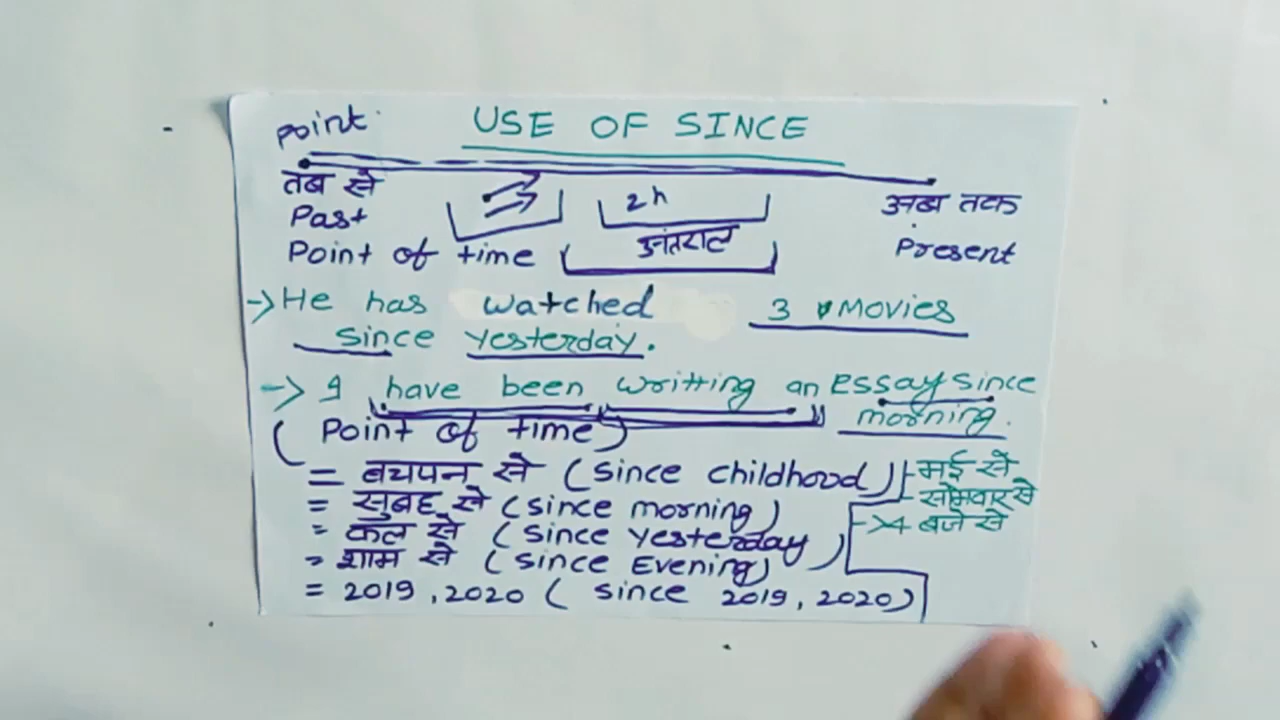 point
USE OF SINCE
तब से
Past
Point of time
2h
अंतराल
अब तक
Present
He has watched 3 Movies
since yesterday.
I have been writting an Essay since
morning.
(Point of time)
= बचपन से (since childhood)
= सुबह से (since morning)
= कल से (since yesterday)
= शाम से (since Evening)
= 2019, 2020 (since 2019, 2020)
मई से
सोमवार से
4 बजे से